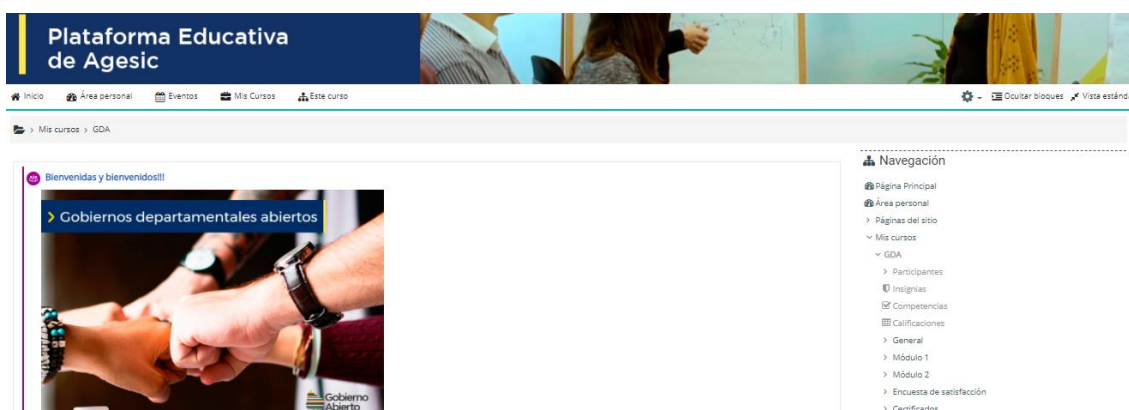 Plataforma Educativa
de Agesic
Inicio Área personal Eventos Mis Cursos Este curso
Ocultar bloques Vista estánda
> Mis cursos > GDA
Navegación
Bienvenidas y bienvenidos!!!
Página Principal
Área personal
> Gobiernos departamentales abiertos
Páginas del sitio
Mis cursos
GDA
Participantes
Insignias
Competencias
Calificaciones
General
Módulo 1
Módulo 2
Encuesta de satisfacción
Gobierno
Abierto
Certificados